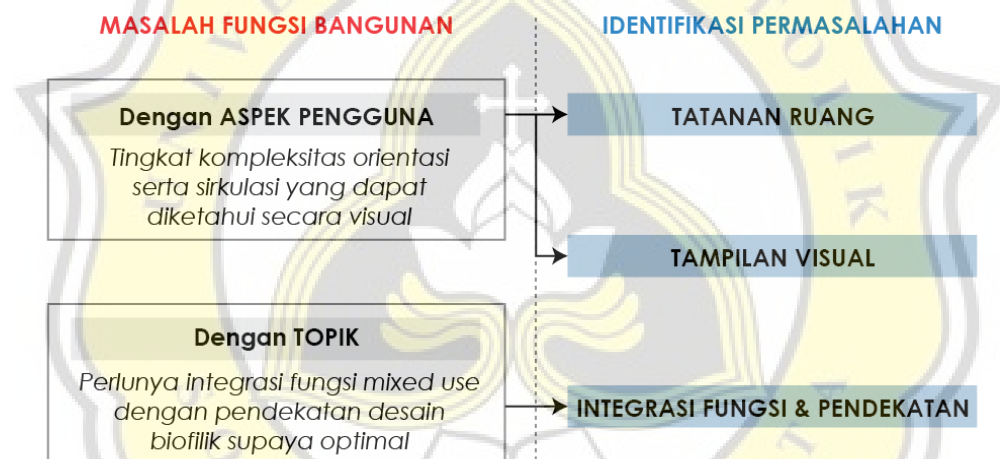 MASALAH FUNGSI BANGUNAN
IDENTIFIKASI PERMASALAHAN
Dengan ASPEK PENGGUNA
Tingkat kompleksitas orientasi
serta sirkulasi yang dapat
diketahui secara visual
TATANAN RUANG
TAMPILAN VISUAL
Dengan TOPIK
Perlunya integrasi fungsi mixed use
dengan pendekatan desain
biofilik supaya optimal
INTEGRASI FUNGSI & PENDEKATAN